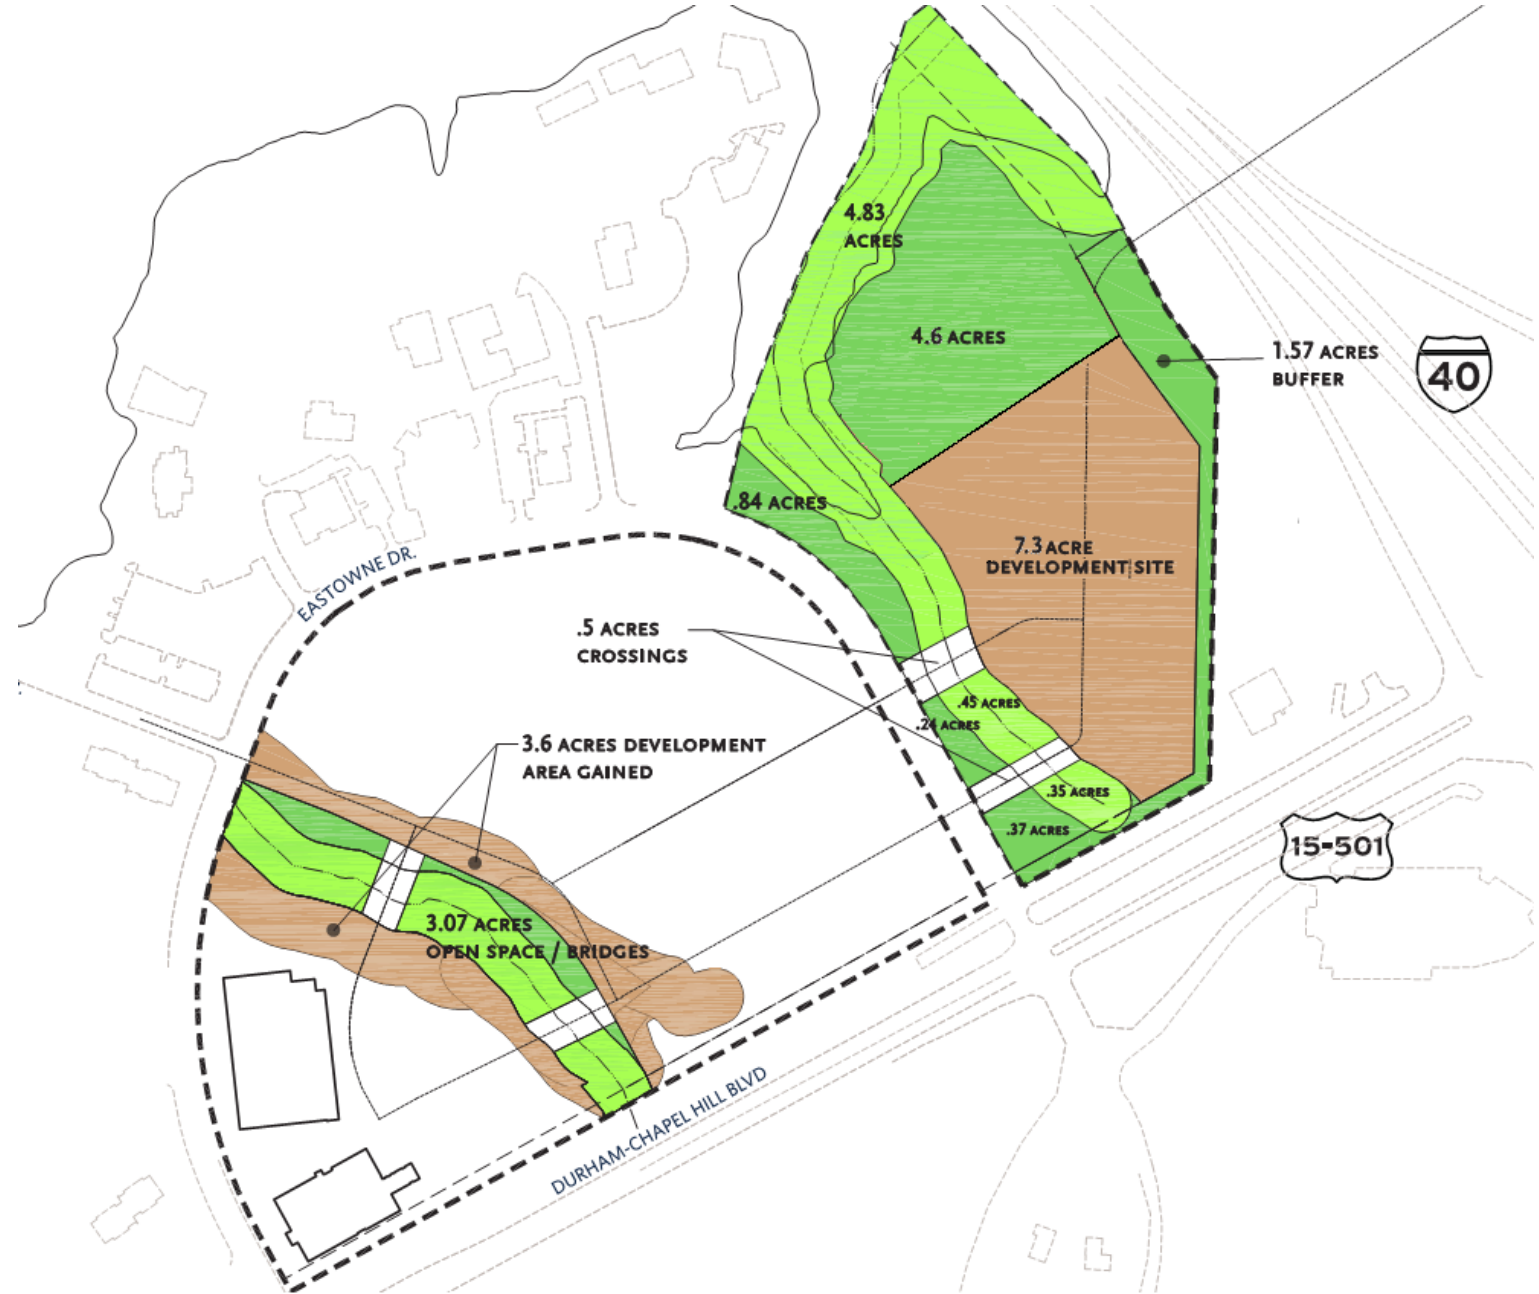 4.83
ACRES
4.6 ACRES
1.57 ACRES
BUFFER
40
.84 ACRES
7.3 ACRE
DEVELOPMENT SITE
EASTOWNE DR.
.5 ACRES
CROSSINGS
.45 ACRES
.24 ACRES
3.6 ACRES DEVELOPMENT
AREA GAINED
.35 ACRES
.37 ACRES
15-501
3.07 ACRES
OPEN SPACE / BRIDGES
DURHAM-CHAPEL HILL BLVD